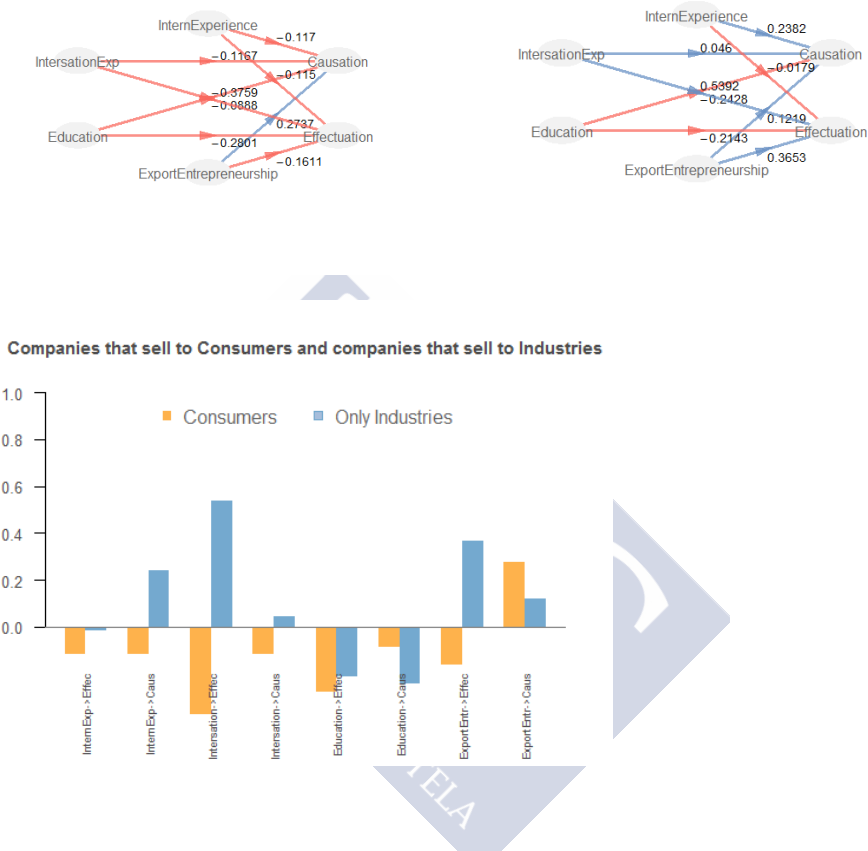 InternExperience
−0.117
IntersationExp
−0.1167
Causation
−0.115
−0.3759
−0.0888
0.2737
Education
Effectuation
−0.2801
−0.1611
ExportEntrepreneurship
InternExperience
0.2382
IntersationExp
0.046
Causation
−0.0179
0.5392
−0.2428
0.1219
Education
Effectuation
−0.2143
0.3653
ExportEntrepreneurship
Companies that sell to Consumers and companies that sell to Industries
1.0
Consumers
Only Industries
0.8
0.6
0.4
0.2
0.0
InternExp->Effec
InternExp->Caus
Intersation->Effec
Intersation->Caus
Education->Effec
Education->Caus
ExportEntr->Effec
ExportEntr->Caus
TELA